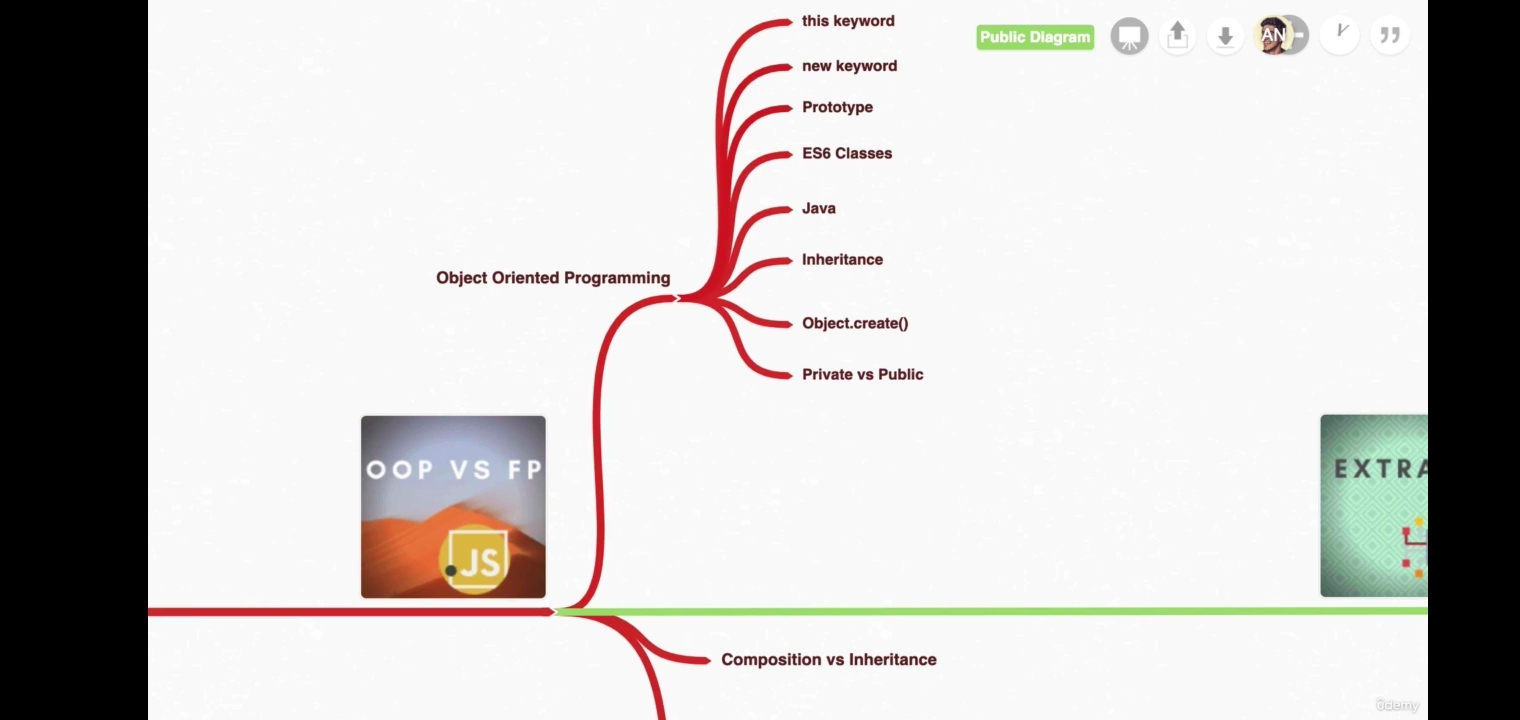 this keyword
new keyword
Prototype
ES6 Classes
Java
Inheritance
Object.create()
Private vs Public
Object Oriented Programming
Public Diagram
AN
OOP VS FP
JS
EXTRA
Composition vs Inheritance
ûdemy